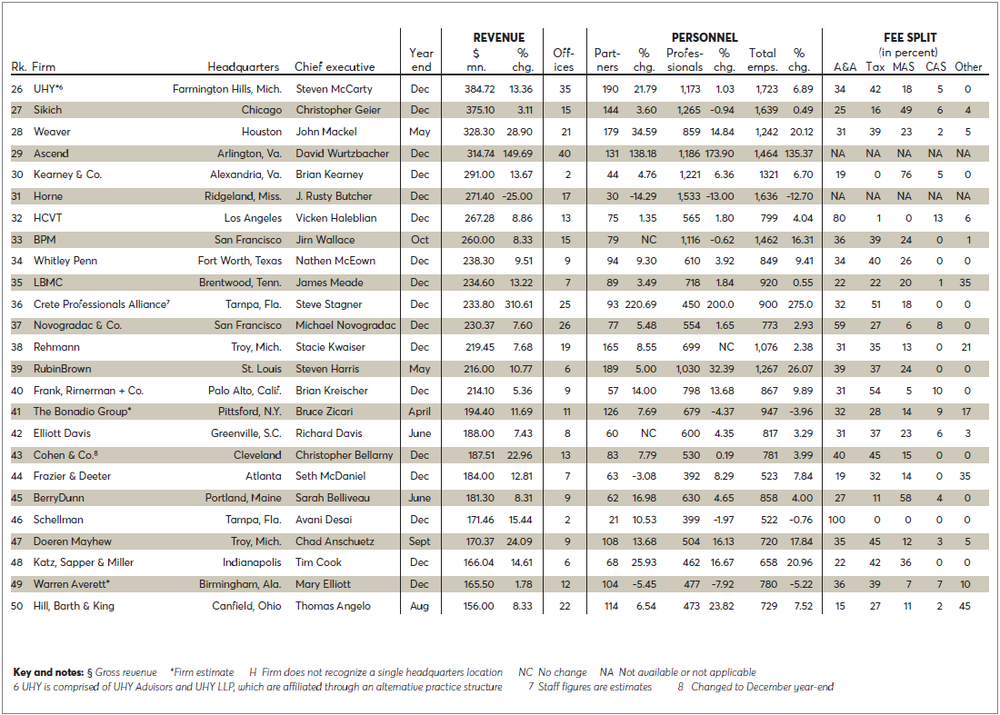 REVENUE PERSONNEL FEE SPLIT
Year $ % Off- Part- % Profes- % Total % (in percent)
Rk. Firm Headquarters Chief executive end mn. chg. ices ners chg. sionals chg. emps. chg. A&A Tax MAS CAS Other
26 UHY*6 Farmington Hills, Mich. Steven McCarty Dec 384.72 13.36 35 190 21.79 1,173 1.03 1,723 6.89 34 42 18 5 0
27 Sikich Chicago Christopher Geier Dec 375.10 3.11 15 144 3.60 1,265 -0.94 1,639 0.49 25 16 49 6 4
28 Weaver Houston John Mackel May 328.30 28.90 21 179 34.59 859 14.84 1,242 20.12 31 39 23 2 5
29 Ascend Arlington, Va. David Wurtzbacher Dec 314.74 149.69 40 131 138.18 1,186 173.90 1,464 135.37 NA NA NA NA NA
30 Kearney & Co. Alexandria, Va. Brian Kearney Dec 291.00 13.67 2 44 4.76 1,221 6.36 1321 6.70 19 0 76 5 0
31 Horne Ridgeland, Miss. J. Rusty Butcher Dec 271.40 -25.00 17 30 -14.29 1,533 -13.00 1,636 -12.70 NA NA NA NA NA
32 HCVT Los Angeles Vicken Haleblian Dec 267.28 8.86 13 75 1.35 565 1.80 799 4.04 80 1 0 13 6
33 BPM San Francisco Jim Wallace Oct 260.00 8.33 15 79 NC 1,116 -0.62 1,462 16.31 36 39 24 0 1
34 Whitley Penn Fort Worth, Texas Nathen McEown Dec 238.30 9.51 9 94 9.30 610 3.92 849 9.41 34 40 26 0 0
35 LBMC Brentwood, Tenn. James Meade Dec 234.60 13.22 7 89 3.49 718 1.84 920 0.55 22 22 20 1 35
36 Crete Professionals Alliance7 Tampa, Fla. Steve Stagner Dec 233.80 310.61 25 93 220.69 450 200.0 900 275.0 32 51 18 0 0
37 Novogradac & Co. San Francisco Michael Novogradac Dec 230.37 7.60 26 77 5.48 554 1.65 773 2.93 59 27 6 8 0
38 Rehmann Troy, Mich. Stacie Kwaiser Dec 219.45 7.68 19 165 8.55 699 NC 1,076 2.38 31 35 13 0 21
39 RubinBrown St. Louis Steven Harris May 216.00 10.77 6 189 5.00 1,030 32.39 1,267 26.07 39 37 24 0 0
40 Frank, Rimerman + Co. Palo Alto, Calif. Brian Kreischer Dec 214.10 5.36 9 57 14.00 798 13.68 867 9.89 31 54 5 10 0
41 The Bonadio Group* Pittsford, N.Y. Bruce Zicari April 194.40 11.69 11 126 7.69 679 -4.37 947 -3.96 32 28 14 9 17
42 Elliott Davis Greenville, S.C. Richard Davis June 188.00 7.43 8 60 NC 600 4.35 817 3.29 31 37 23 6 3
43 Cohen & Co.8 Cleveland Christopher Bellamy Dec 187.51 22.96 13 83 7.79 530 0.19 781 3.99 40 45 15 0 0
44 Frazier & Deeter Atlanta Seth McDaniel Dec 184.00 12.81 7 63 -3.08 392 8.29 523 7.84 19 32 14 0 35
45 BerryDunn Portland, Maine Sarah Belliveau June 181.30 8.31 9 62 16.98 630 4.65 858 4.00 27 11 58 4 0
46 Schellman Tampa, Fla. Avani Desai Dec 171.46 15.44 2 21 10.53 399 -1.97 522 -0.76 100 0 0 0 0
47 Doeren Mayhew Troy, Mich. Chad Anschuetz Sept 170.37 24.09 9 108 13.68 504 16.13 720 17.84 35 45 12 3 5
48 Katz, Sapper & Miller Indianapolis Tim Cook Dec 166.04 14.61 6 68 25.93 462 16.67 658 20.96 22 42 36 0 0
49 Warren Averett* Birmingham, Ala. Mary Elliott Dec 165.50 1.78 12 104 -5.45 477 -7.92 780 -5.22 36 39 7 7 10
50 Hill, Barth & King Canfield, Ohio Thomas Angelo Aug 156.00 8.33 22 114 6.54 473 23.82 729 7.52 15 27 11 2 45
Key and notes: § Gross revenue *Firm estimate H Firm does not recognize a single headquarters location NC No change NA Not available or not applicable
6 UHY is comprised of UHY Advisors and UHY LLP, which are affiliated through an alternative practice structure 7 Staff figures are estimates 8 Changed to December year-end